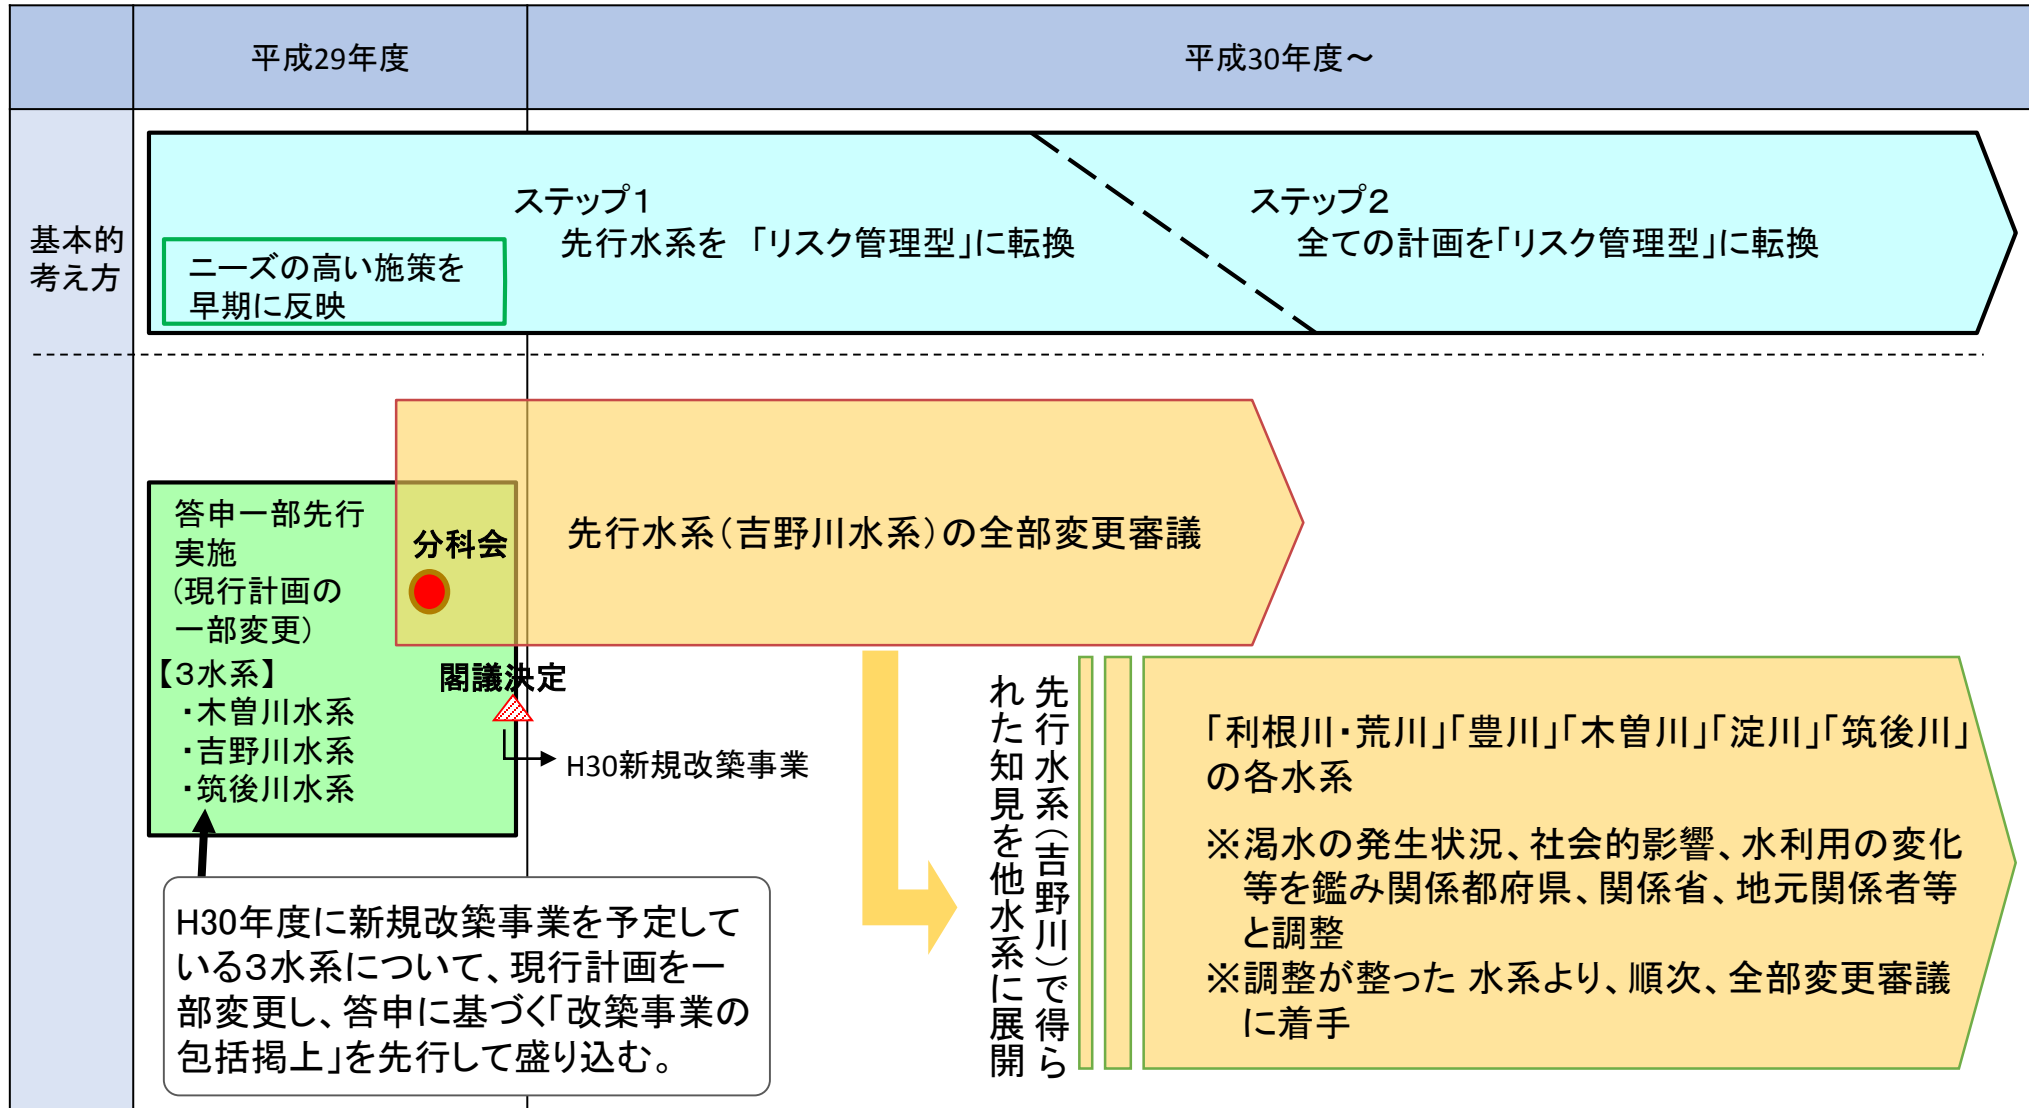 平成29年度
平成30年度～
基本的
考え方
ステップ1
先行水系を 「リスク管理型」に転換
ステップ2
全ての計画を「リスク管理型」に転換
ニーズの高い施策を
早期に反映
答申一部先行
実施
(現行計画の
一部変更)
【3水系】
・木曽川水系
・吉野川水系
・筑後川水系
分科会
閣議決定
H30新規改築事業
先行水系(吉野川水系)の全部変更審議
H30年度に新規改築事業を予定して
いる3水系について、現行計画を一
部変更し、答申に基づく「改築事業の
包括掲上」を先行して盛り込む。
先行水系(吉野川)で得ら
れた知見を他水系に展開
「利根川・荒川」「豊川」「木曽川」「淀川」「筑後川」
の各水系
※渇水の発生状況、社会的影響、水利用の変化
等を鑑み関係都府県、関係省、地元関係者等
と調整
※調整が整った 水系より、順次、全部変更審議
に着手